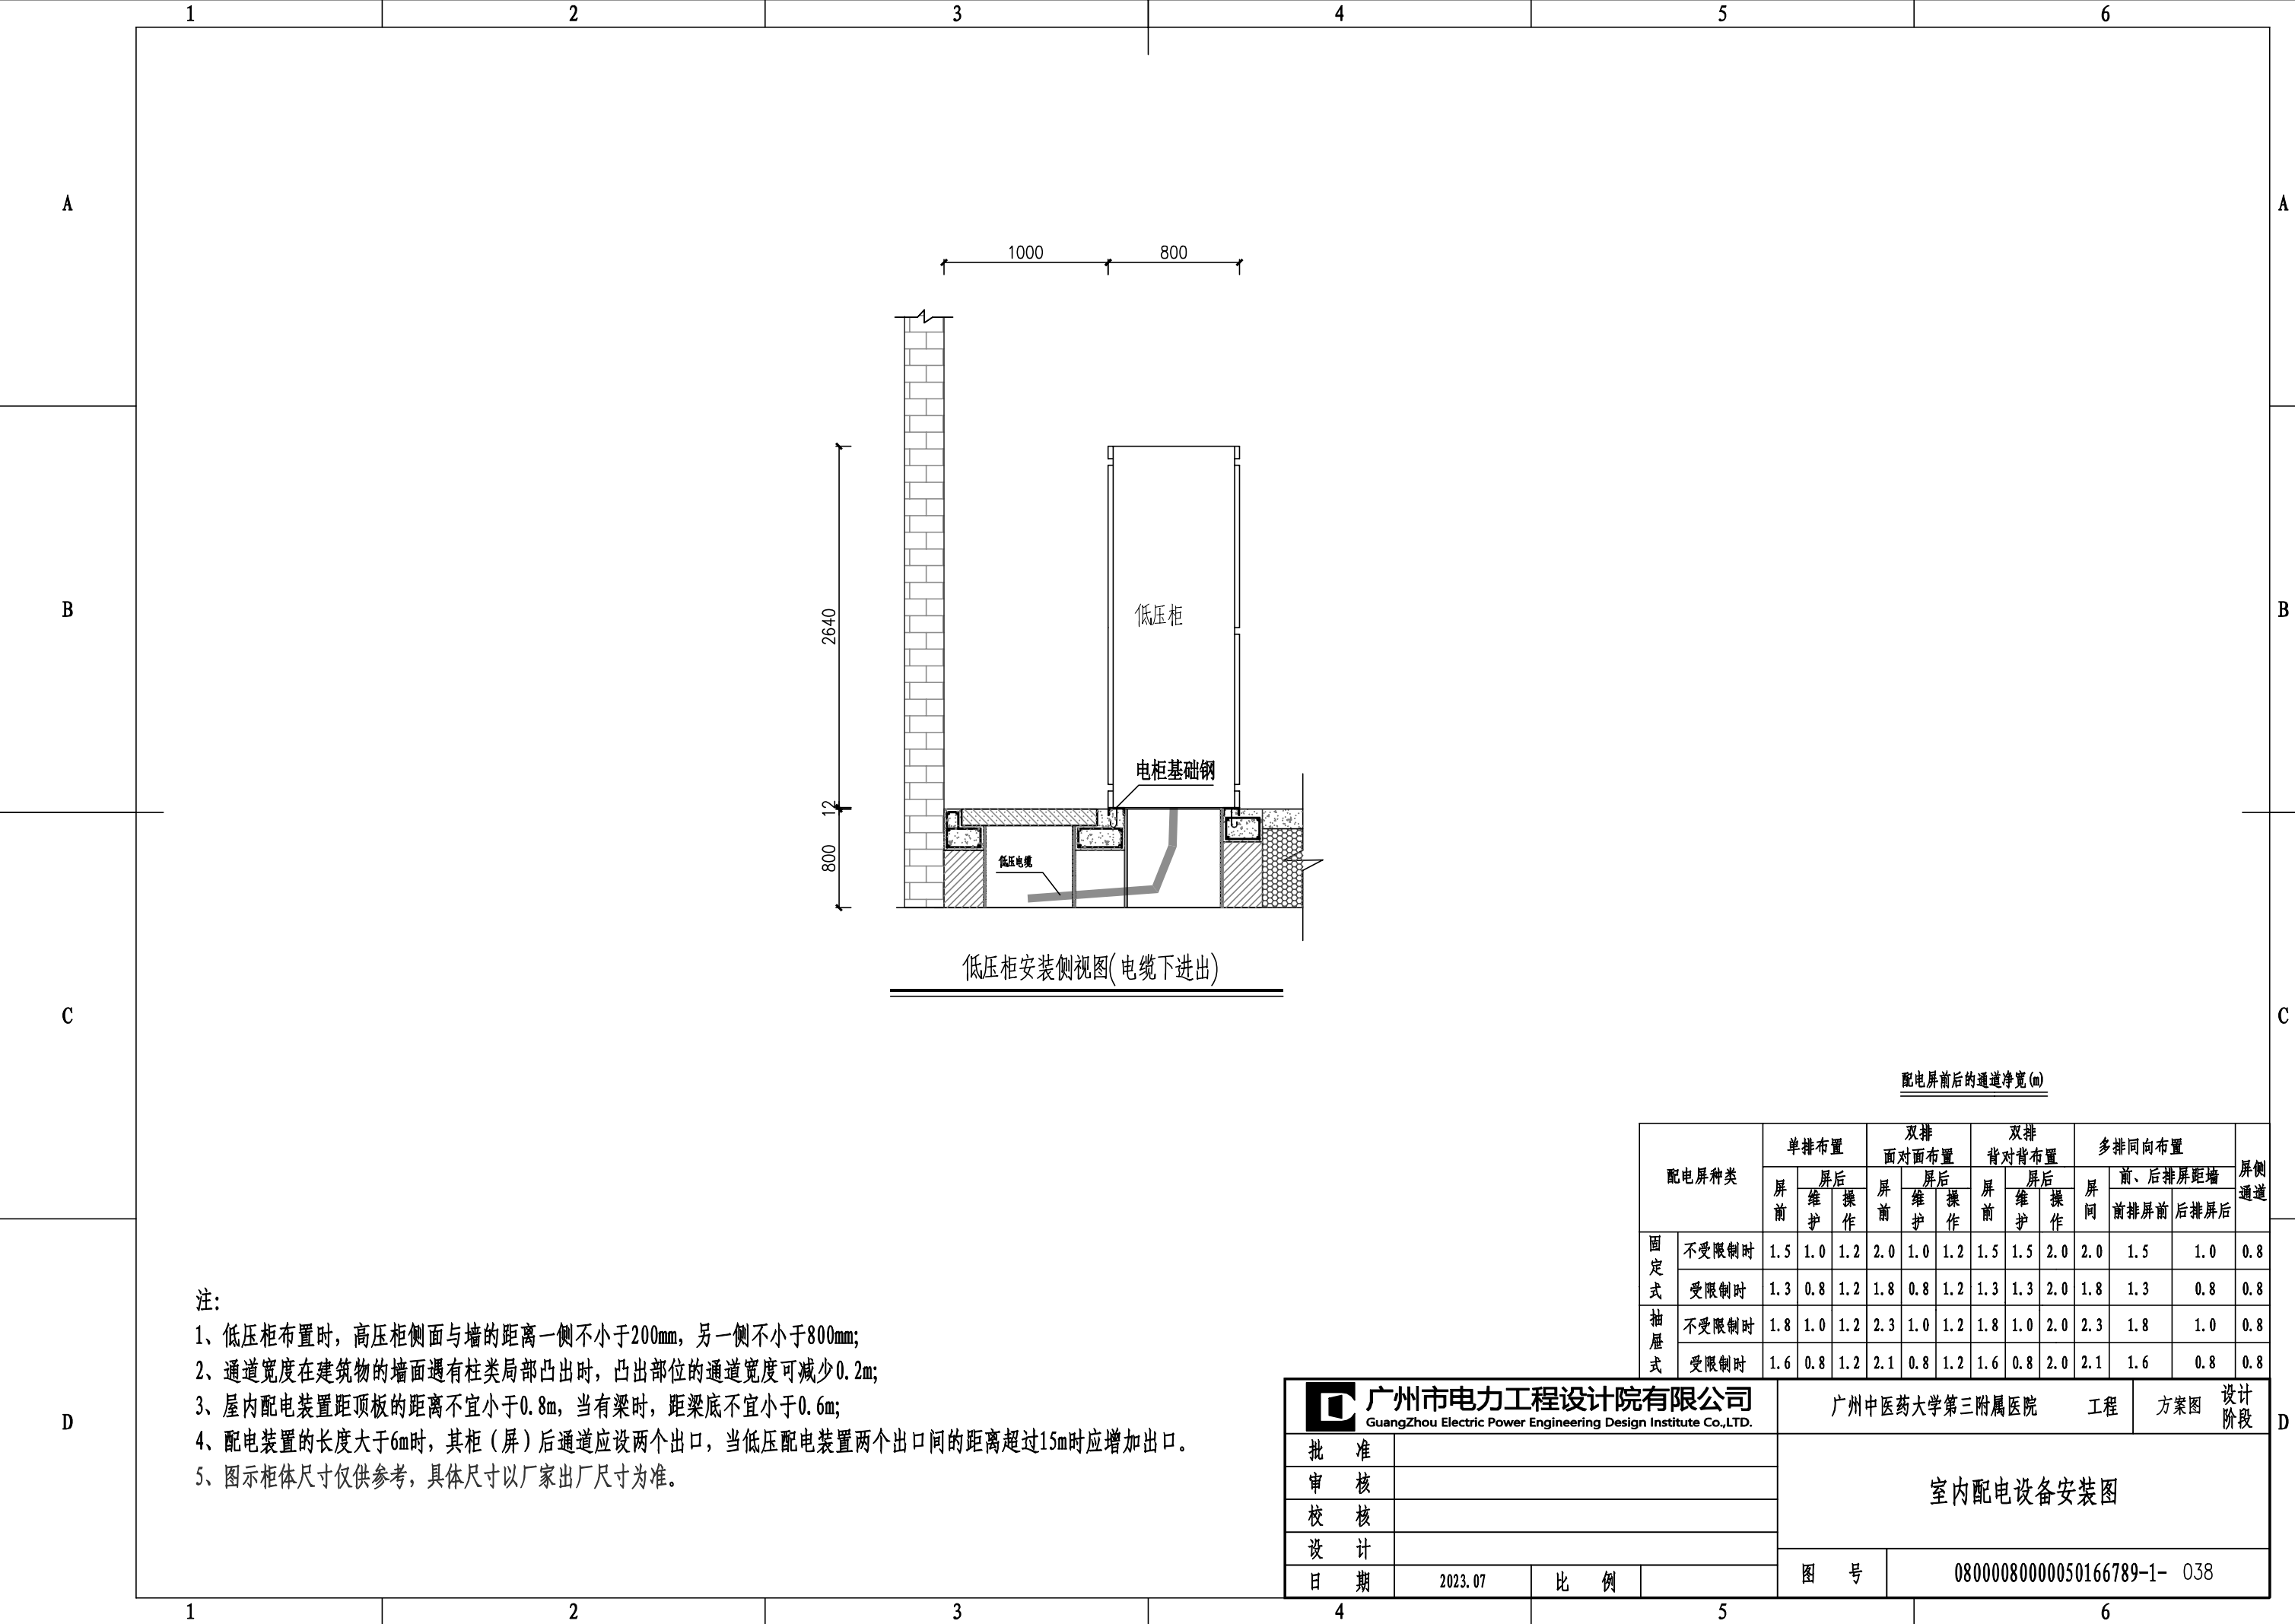 1 2 3 4 5 6
A A
1000 800
B B
2640
低压柜
电柜基础钢
12
800
低压电缆
低压柜安装侧视图(电缆下进出)
C C
配电屏前后的通道净宽(m)
配电屏种类 单排布置 双排面对面布置 双排背对背布置 多排同向布置 屏侧通道
屏前 屏后 屏前 屏后 屏前 屏后 屏间 前、后排屏距墙
维护 操作 维护 操作 维护 操作 前排屏前 后排屏后
固定式 不受限制时 1.5 1.0 1.2 2.0 1.0 1.2 1.5 1.5 2.0 2.0 1.5 1.0 0.8
受限制时 1.3 0.8 1.2 1.8 0.8 1.2 1.3 1.3 2.0 1.8 1.3 0.8 0.8
抽屉式 不受限制时 1.8 1.0 1.2 2.3 1.0 1.2 1.8 1.0 2.0 2.3 1.8 1.0 0.8
受限制时 1.6 0.8 1.2 2.1 0.8 1.2 1.6 0.8 2.0 2.1 1.6 0.8 0.8
注:
1、低压柜布置时，高压柜侧面与墙的距离一侧不小于200mm，另一侧不小于800mm;
2、通道宽度在建筑物的墙面遇有柱类局部凸出时，凸出部位的通道宽度可减少0.2m;
3、屋内配电装置距顶板的距离不宜小于0.8m，当有梁时，距梁底不宜小于0.6m;
4、配电装置的长度大于6m时，其柜（屏）后通道应设两个出口，当低压配电装置两个出口间的距离超过15m时应增加出口。
5、图示柜体尺寸仅供参考，具体尺寸以厂家出厂尺寸为准。
D D
广州市电力工程设计院有限公司
GuangZhou Electric Power Engineering Design Institute Co.,LTD.
广州中医药大学第三附属医院 工程 方案图 设计阶段
批 准
审 核
校 核
设 计
日 期 2023.07 比 例
室内配电设备安装图
图 号 08000080000050166789-1- 038
1 2 3 4 5 6